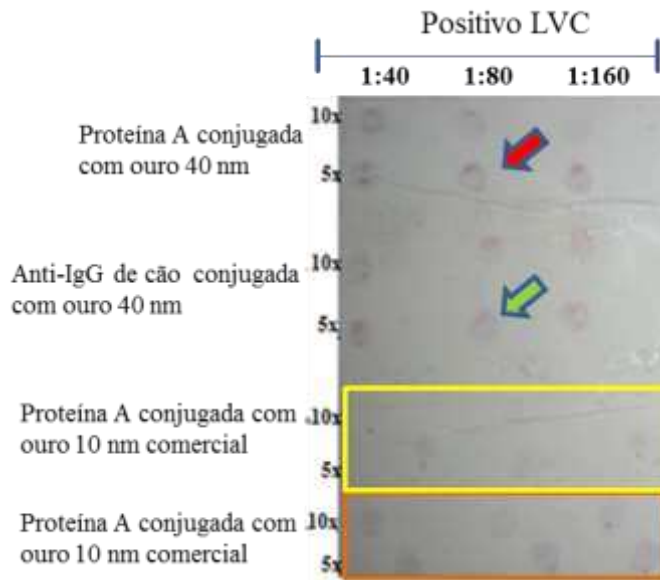 Positivo LVC
1:40 1:80 1:160
Proteína A conjugada
com ouro 40 nm
10x
5x
Anti-IgG de cão conjugada
com ouro 40 nm
10x
5x
Proteína A conjugada com
ouro 10 nm comercial
10x
5x
Proteína A conjugada com
ouro 10 nm comercial
10x
5x